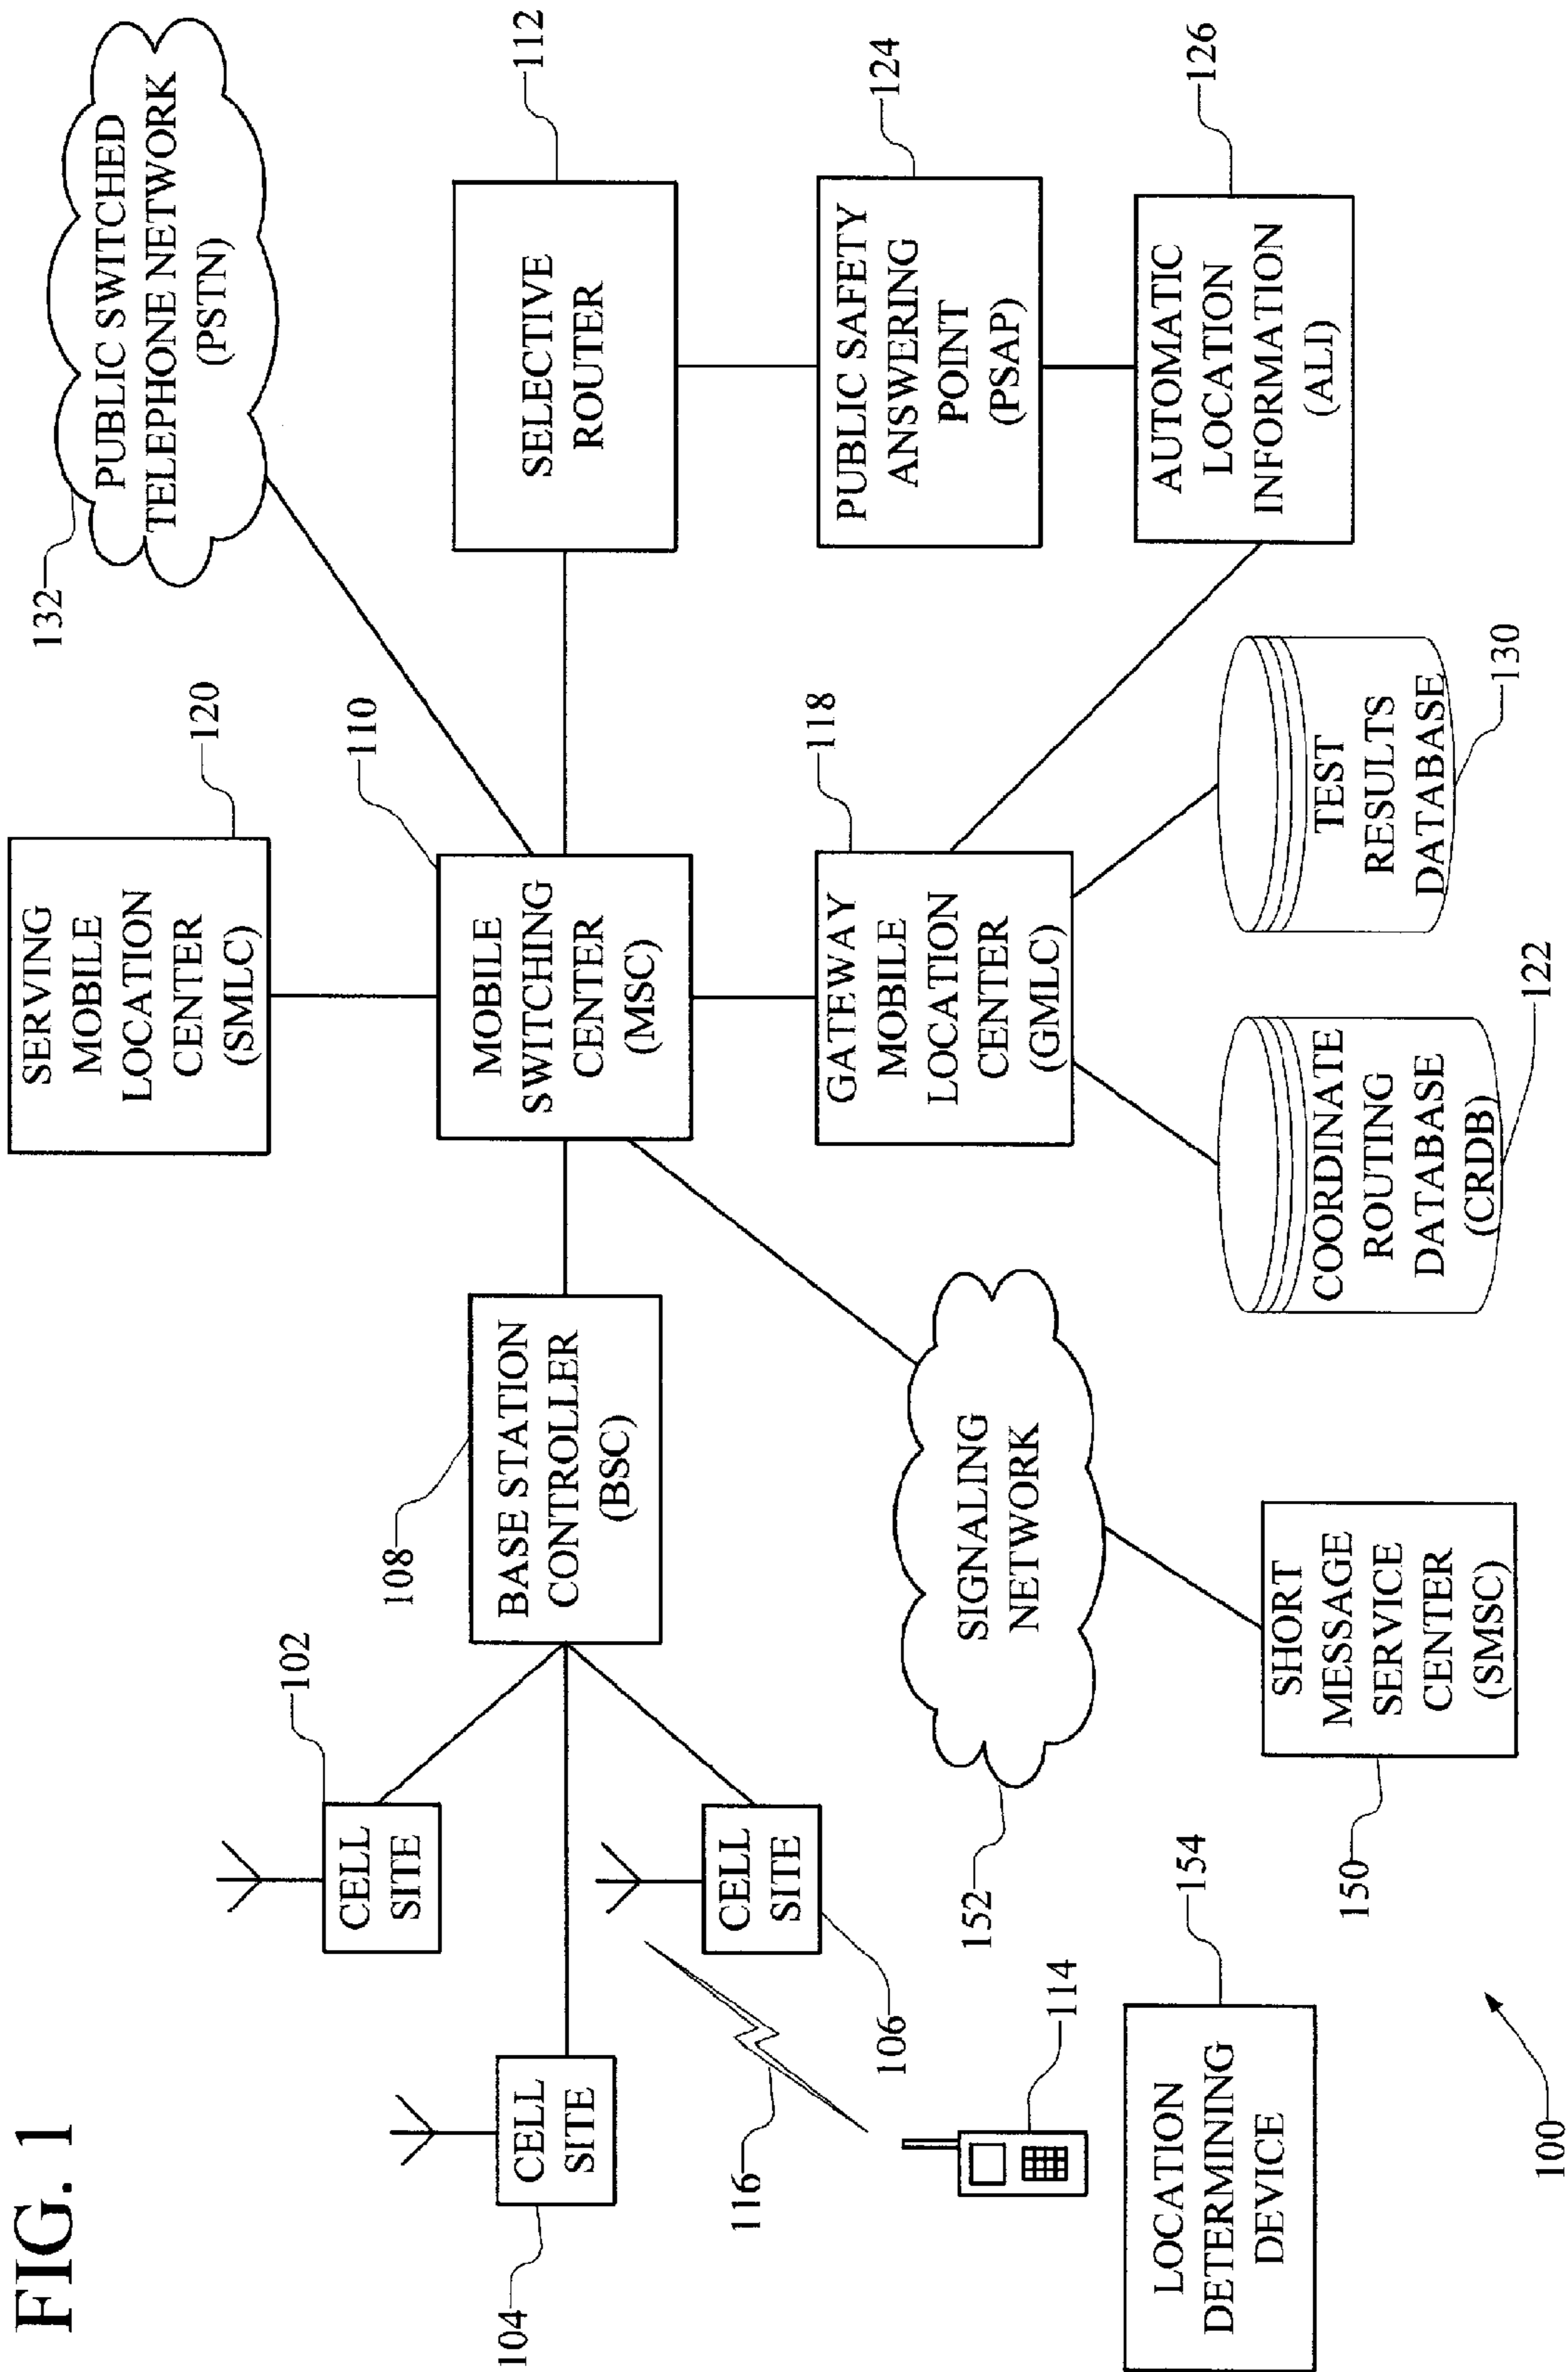 FIG. 1
132
PUBLIC SWITCHED
TELEPHONE NETWORK
(PSTN)
SERVING
MOBILE
LOCATION
CENTER
(SMLC)
120
110
MOBILE
SWITCHING
CENTER
(MSC)
SELECTIVE
ROUTER
112
102
CELL
SITE
104
CELL
SITE
CELL
SITE
106
108
BASE STATION
CONTROLLER
(BSC)
116
114
GATEWAY
MOBILE
LOCATION
CENTER
(GMLC)
118
PUBLIC SAFETY
ANSWERING
POINT
(PSAP)
124
SIGNALING
NETWORK
152
LOCATION
DETERMINING
DEVICE
154
SHORT
MESSAGE
SERVICE
CENTER
(SMSC)
150
COORDINATE
ROUTING
DATABASE
(CRDB)
122
TEST
RESULTS
DATABASE
130
AUTOMATIC
LOCATION
INFORMATION
(ALI)
126
100